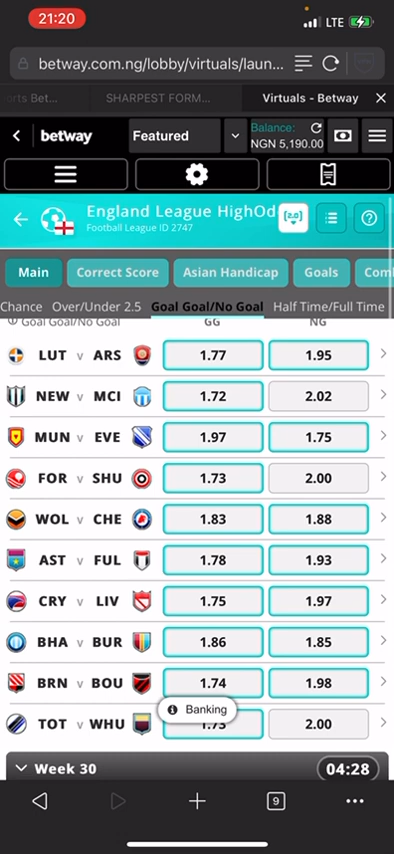 21:20
LTE
betway.com.ng/lobby/virtuals/laun...
orts Bet...
SHARPEST FORM...
Virtuals - Betway
betway
Featured
Balance:
NGN 5,190.00
England League HighOd
Football League ID 2747
[2,0]
Main
Correct Score
Asian Handicap
Goals
Com
Chance
Over/Under 2.5
Goal Goal/No Goal
Half Time/Full Time
Goal Goal/No Goal
GG
NG
LUT v ARS 1.77 1.95
NEW v MCI 1.72 2.02
MUN v EVE 1.97 1.75
FOR v SHU 1.73 2.00
WOL v CHE 1.83 1.88
AST v FUL 1.78 1.93
CRY v LIV 1.75 1.97
BHA v BUR 1.86 1.85
BRN v BOU 1.74 1.98
Banking
TOT v WHU 1.73 2.00
Week 30
04:28
9